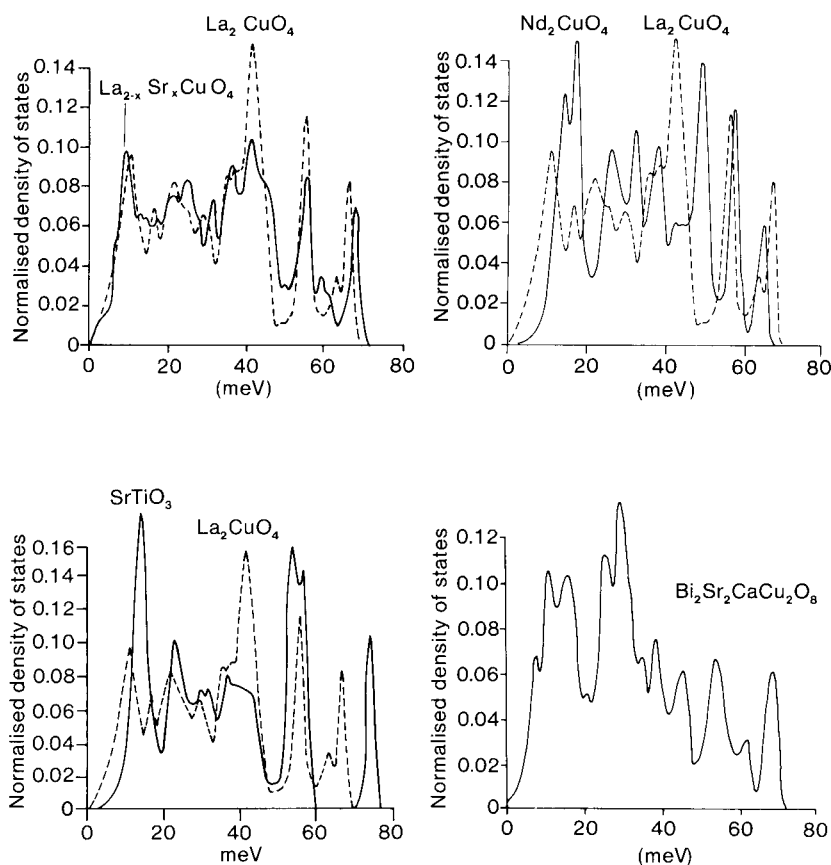 La₂ CuO₄
La₂₋ₓ SrₓCuO₄
Normalised density of states
0.14
0.12
0.10
0.08
0.06
0.04
0.02
0
0 20 40 60 80
(meV)
Nd₂CuO₄ La₂CuO₄
Normalised density of states
0.14
0.12
0.10
0.08
0.06
0.04
0.02
0
0 20 40 60 80
(meV)
SrTiO₃
La₂CuO₄
Normalised density of states
0.16
0.14
0.12
0.10
0.08
0.06
0.04
0.02
0
0 20 40 60 80
meV
Bi₂Sr₂CaCu₂O₈
Normalised density of states
0.12
0.10
0.08
0.06
0.04
0.02
0
0 20 40 60 80
(meV)